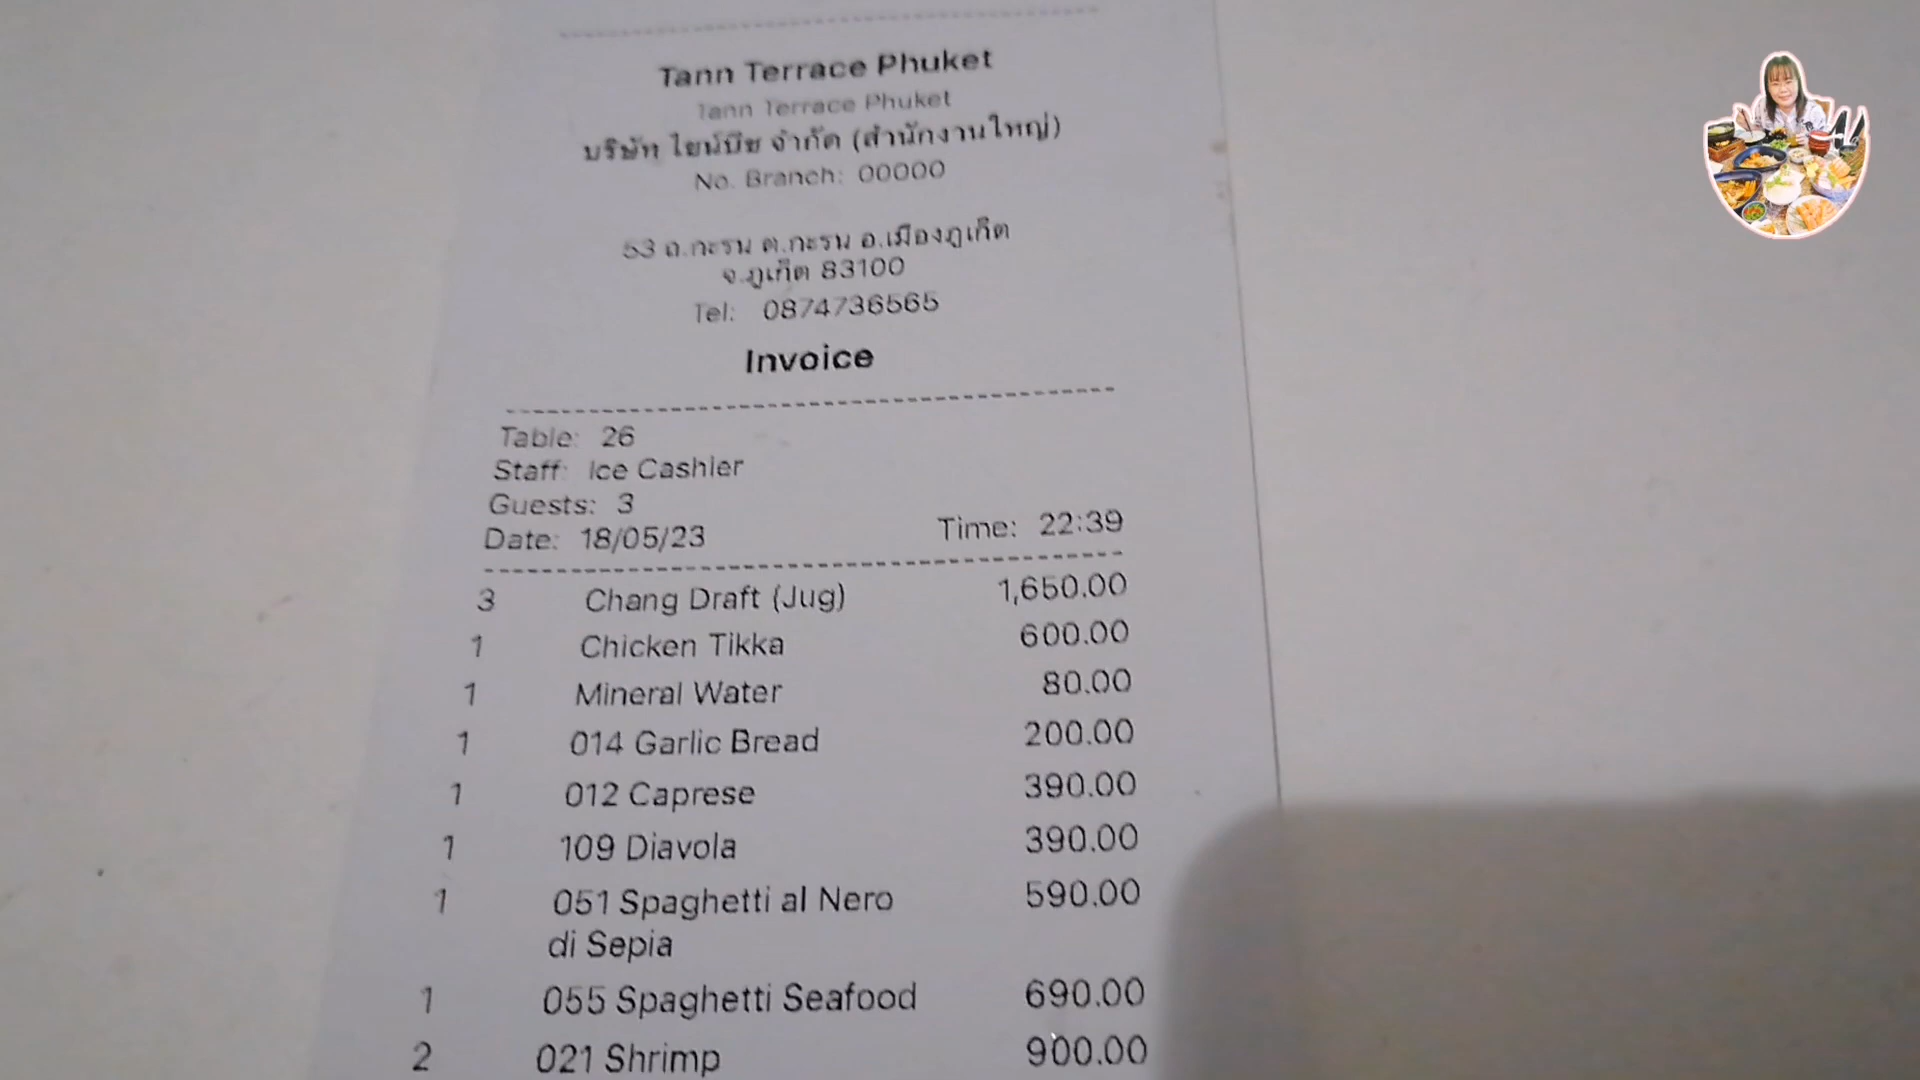 Tann Terrace Phuket
Tann Terrace Phuket
บริษัท ไยน์บีช จำกัด (สำนักงานใหญ่)
No. Branch: 00000
53 ถ.กะรน ต.กะรน อ.เมืองภูเก็ต
จ.ภูเก็ต 83100
Tel: 0874736565
Invoice
Table: 26
Staff: Ice Cashier
Guests: 3
Date: 18/05/23 Time: 22:39
3 Chang Draft (Jug) 1,650.00
1 Chicken Tikka 600.00
1 Mineral Water 80.00
1 014 Garlic Bread 200.00
1 012 Caprese 390.00
1 109 Diavola 390.00
1 051 Spaghetti al Nero 590.00
di Sepia
1 055 Spaghetti Seafood 690.00
2 021 Shrimp 900.00